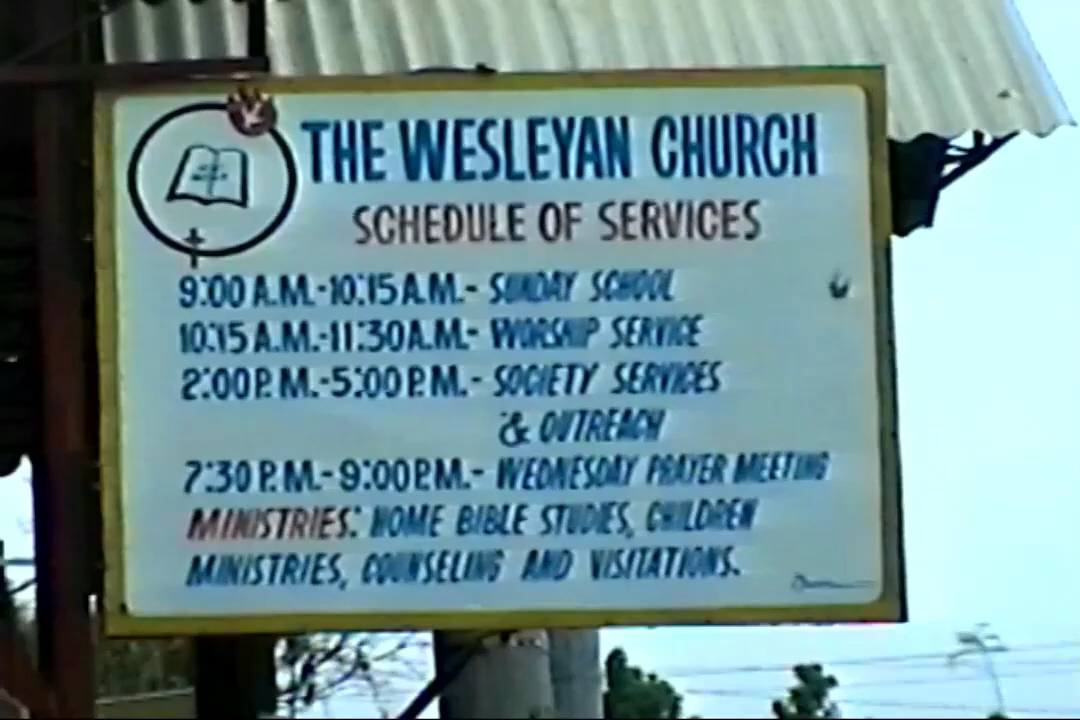 THE WESLEYAN CHURCH
SCHEDULE OF SERVICES
9:00 A.M.-10:15 A.M.- SUNDAY SCHOOL
10:15 A.M.-11:30 A.M.- WORSHIP SERVICE
2:00 P.M.-5:00 P.M.- SOCIETY SERVICES
& OUTREACH
7:30 P.M.-9:00 P.M.- WEDNESDAY PRAYER MEETING
MINISTRIES: HOME BIBLE STUDIES, CHILDREN
MINISTRIES, COUNSELING AND VISITATIONS.